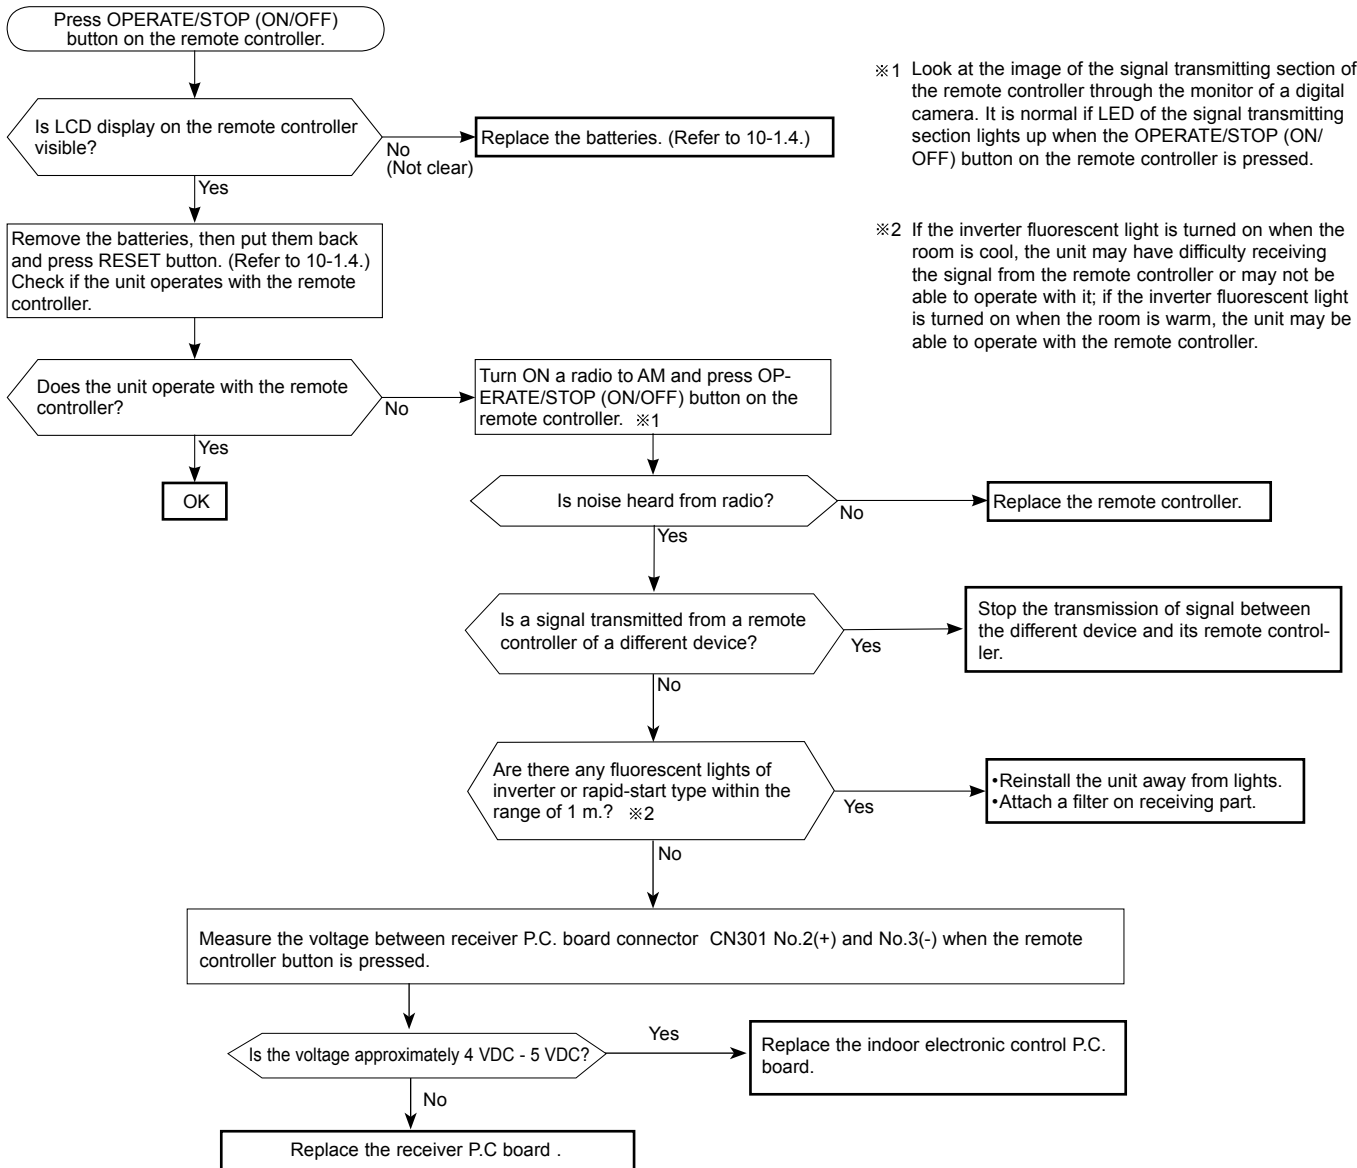 Press OPERATE/STOP (ON/OFF)
button on the remote controller.
Is LCD display on the remote controller
visible?
No
(Not clear)
Replace the batteries. (Refer to 10-1.4.)
Yes
Remove the batteries, then put them back
and press RESET button. (Refer to 10-1.4.)
Check if the unit operates with the remote
controller.
Does the unit operate with the remote
controller?
No
Yes
OK
Turn ON a radio to AM and press OP-
ERATE/STOP (ON/OFF) button on the
remote controller. ※1
Is noise heard from radio?
No
Replace the remote controller.
Yes
Is a signal transmitted from a remote
controller of a different device?
Yes
Stop the transmission of signal between
the different device and its remote control-
ler.
No
Are there any fluorescent lights of
inverter or rapid-start type within the
range of 1 m.? ※2
Yes
•Reinstall the unit away from lights.
•Attach a filter on receiving part.
No
Measure the voltage between receiver P.C. board connector CN301 No.2(+) and No.3(-) when the remote
controller button is pressed.
Is the voltage approximately 4 VDC - 5 VDC?
Yes
Replace the indoor electronic control P.C.
board.
No
Replace the receiver P.C board .
※1 Look at the image of the signal transmitting section of
the remote controller through the monitor of a digital
camera. It is normal if LED of the signal transmitting
section lights up when the OPERATE/STOP (ON/
OFF) button on the remote controller is pressed.
※2 If the inverter fluorescent light is turned on when the
room is cool, the unit may have difficulty receiving
the signal from the remote controller or may not be
able to operate with it; if the inverter fluorescent light
is turned on when the room is warm, the unit may be
able to operate with the remote controller.